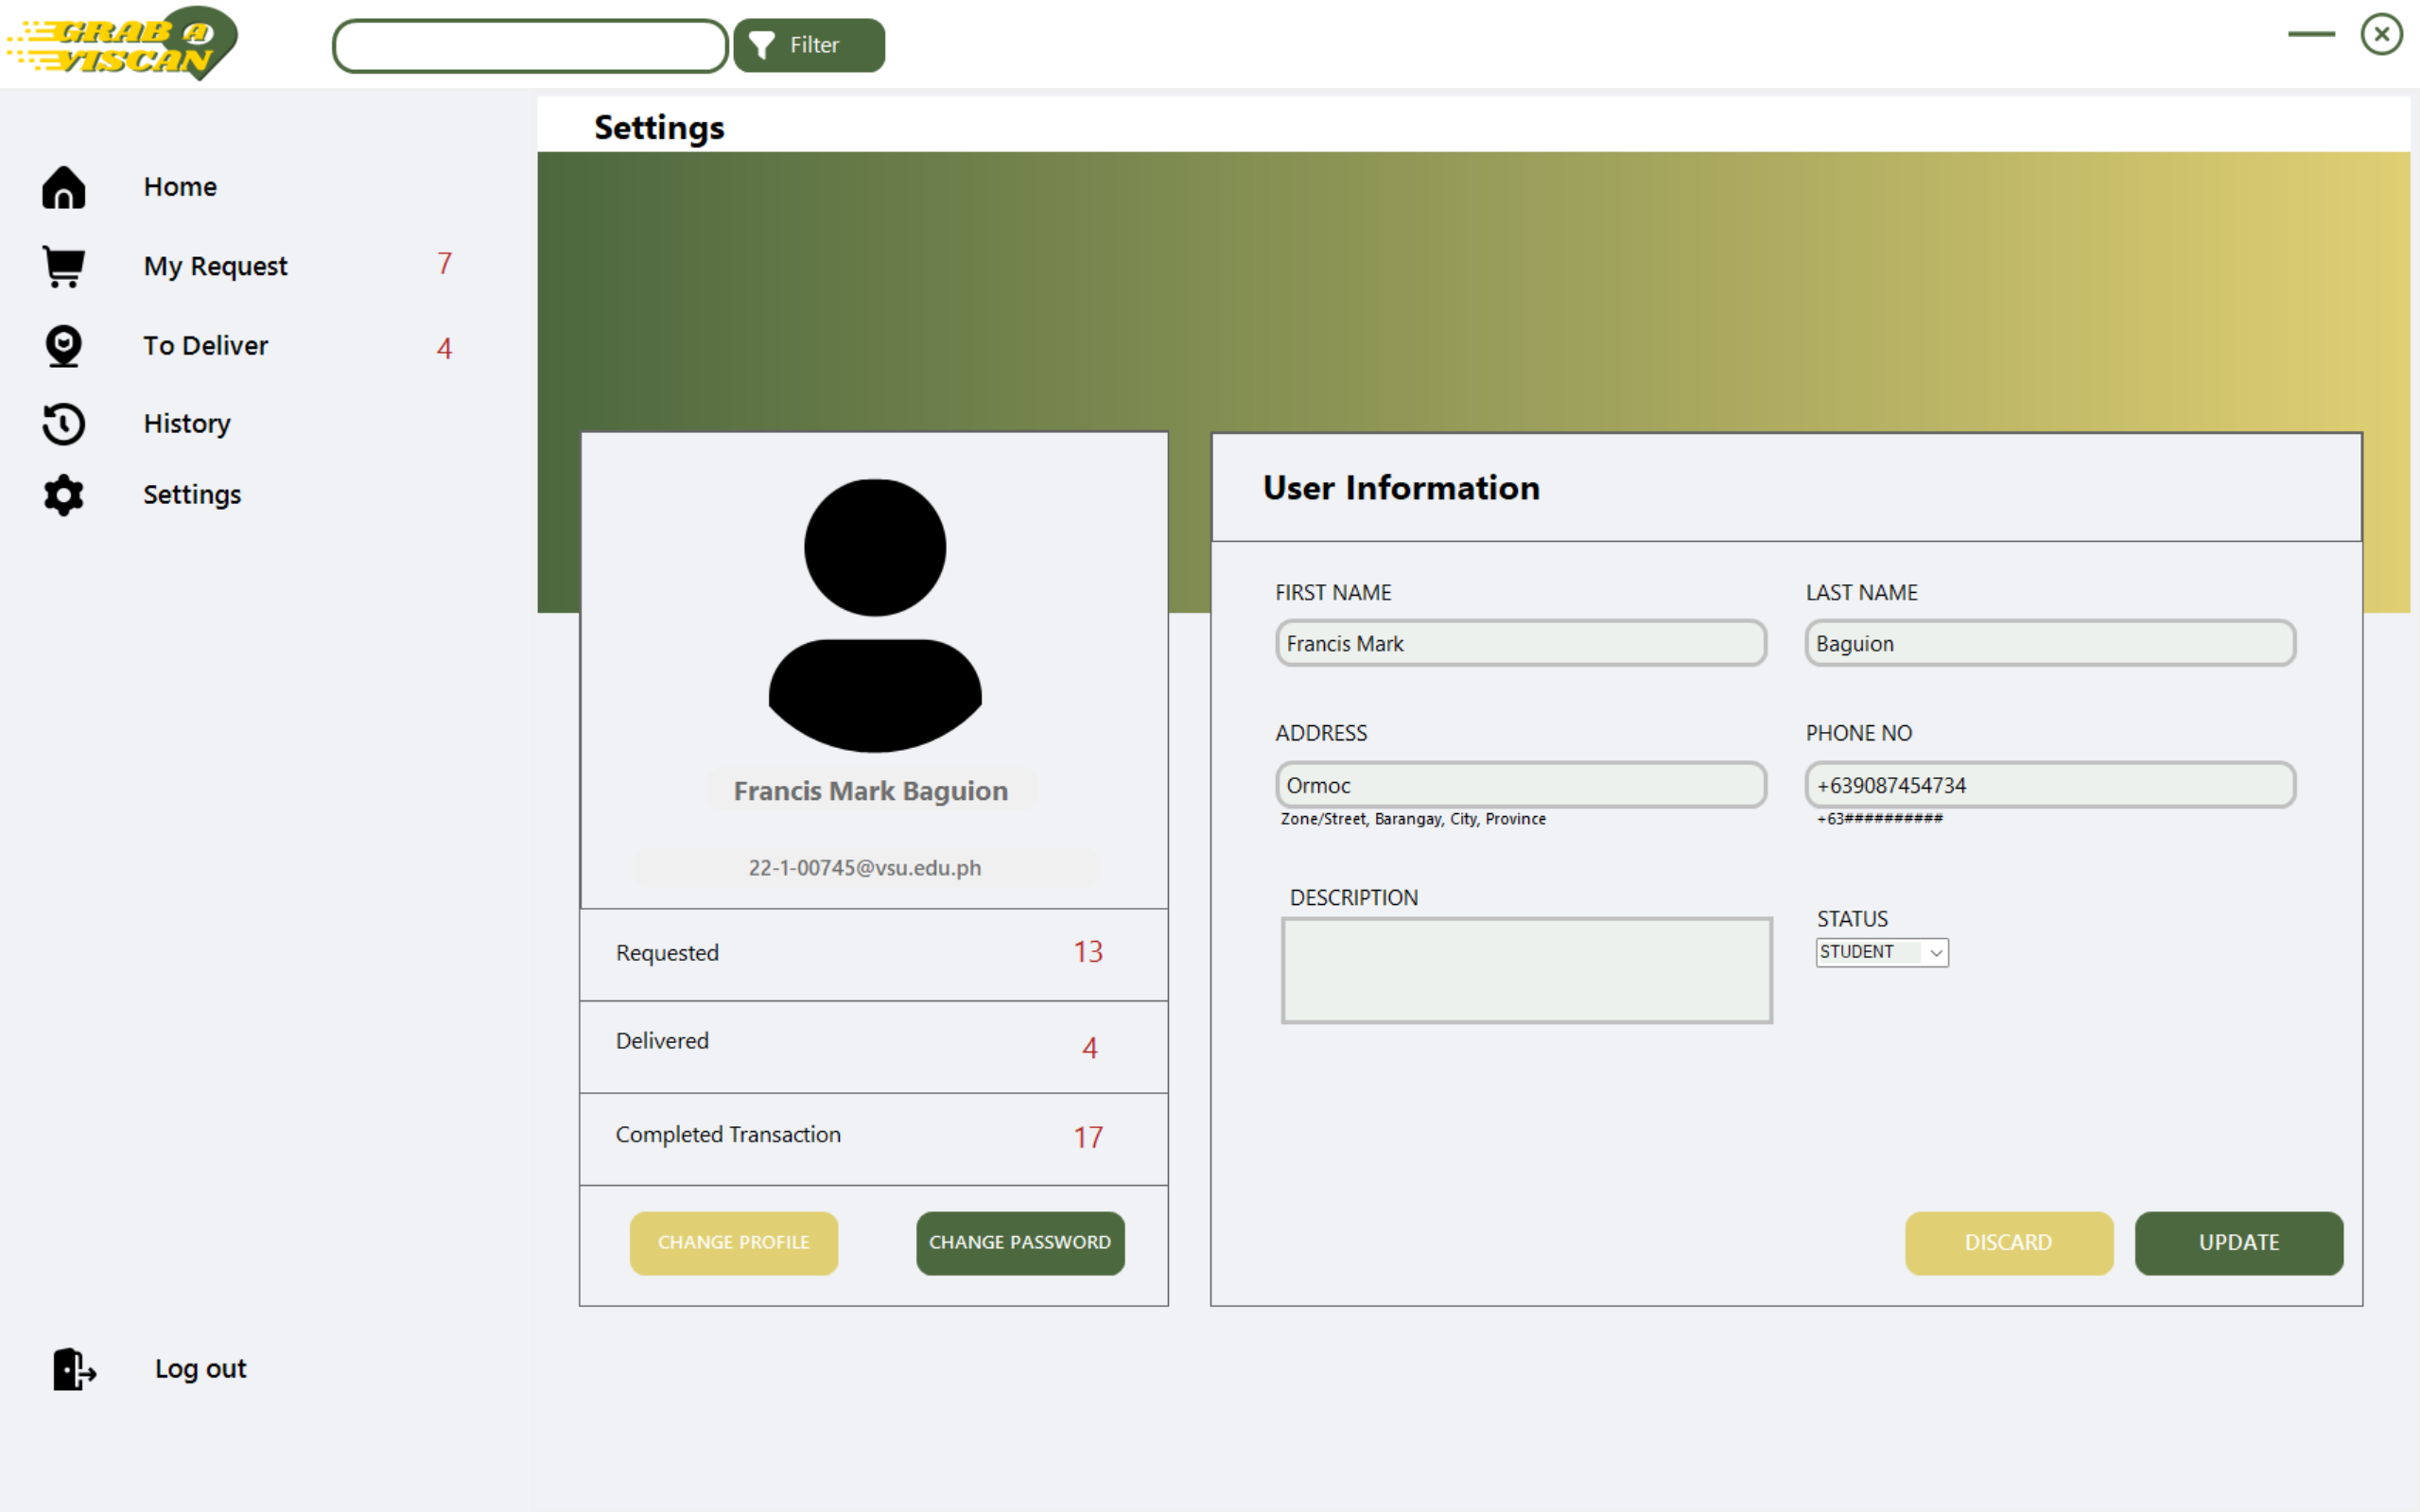 GRAB A
VISCAN
Filter
Settings
Home
My Request 7
To Deliver 4
History
Settings
Log out
Francis Mark Baguion
22-1-00745@vsu.edu.ph
Requested 13
Delivered 4
Completed Transaction 17
CHANGE PROFILE
CHANGE PASSWORD
User Information
FIRST NAME
Francis Mark
LAST NAME
Baguion
ADDRESS
Ormoc
Zone/Street, Barangay, City, Province
PHONE NO
+639087454734
+63##########
DESCRIPTION
STATUS
STUDENT
DISCARD
UPDATE